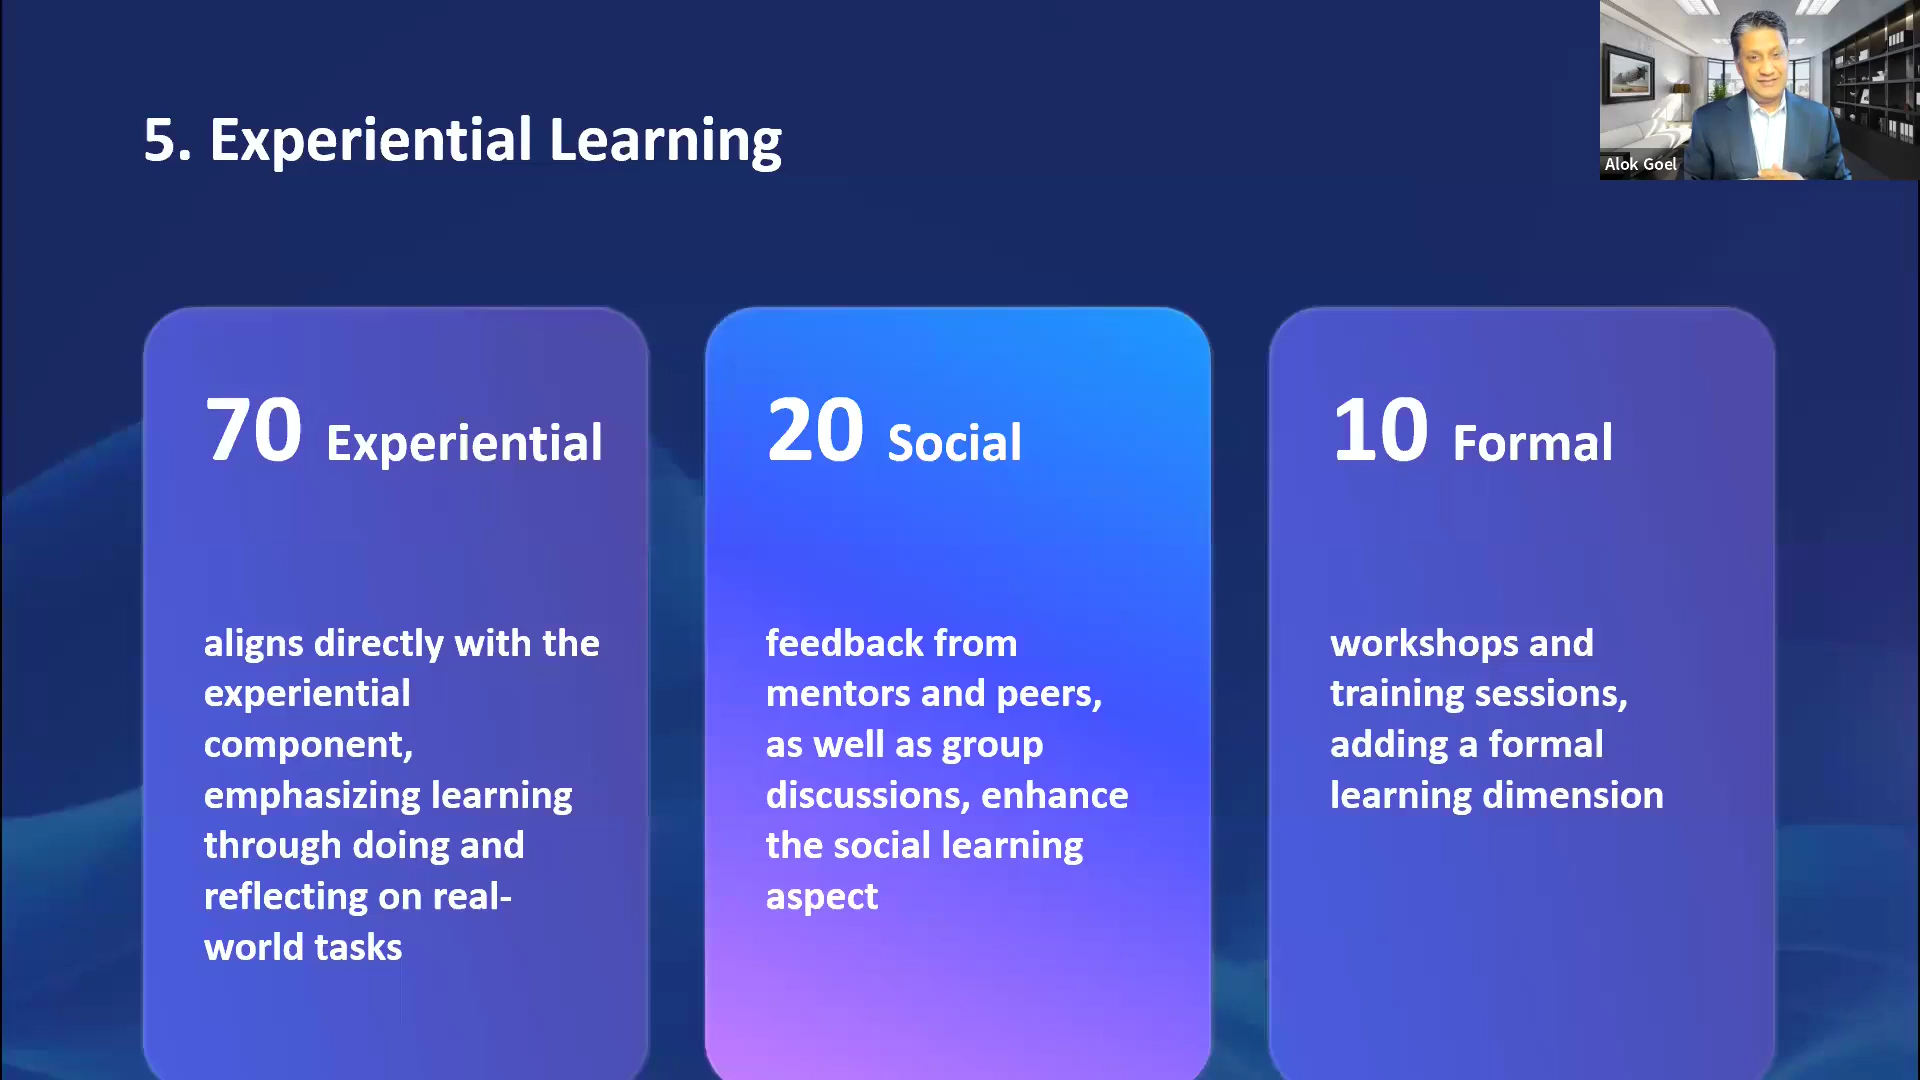 5. Experiential Learning
Alok Goel
70 Experiential
aligns directly with the
experiential
component,
emphasizing learning
through doing and
reflecting on real-
world tasks
20 Social
feedback from
mentors and peers,
as well as group
discussions, enhance
the social learning
aspect
10 Formal
workshops and
training sessions,
adding a formal
learning dimension